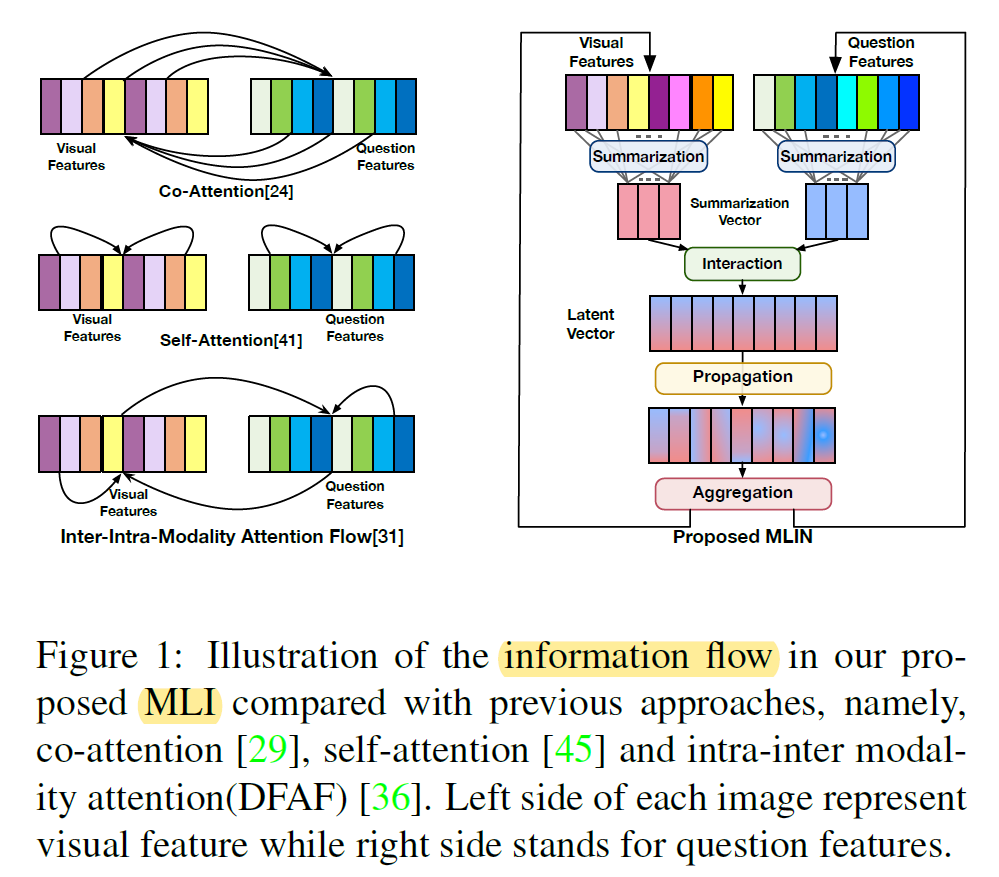 Visual
Features
Question
Features
Co-Attention[24]
Visual
Features
Question
Features
Self-Attention[41]
Visual
Features
Question
Features
Inter-Intra-Modality Attention Flow[31]
Visual
Features
Question
Features
Summarization
Summarization
Summarization
Vector
Interaction
Latent
Vector
Propagation
Aggregation
Proposed MLIN
Figure 1: Illustration of the information flow in our pro-
posed MLI compared with previous approaches, namely,
co-attention [29], self-attention [45] and intra-inter modal-
ity attention(DFAF) [36]. Left side of each image represent
visual feature while right side stands for question features.